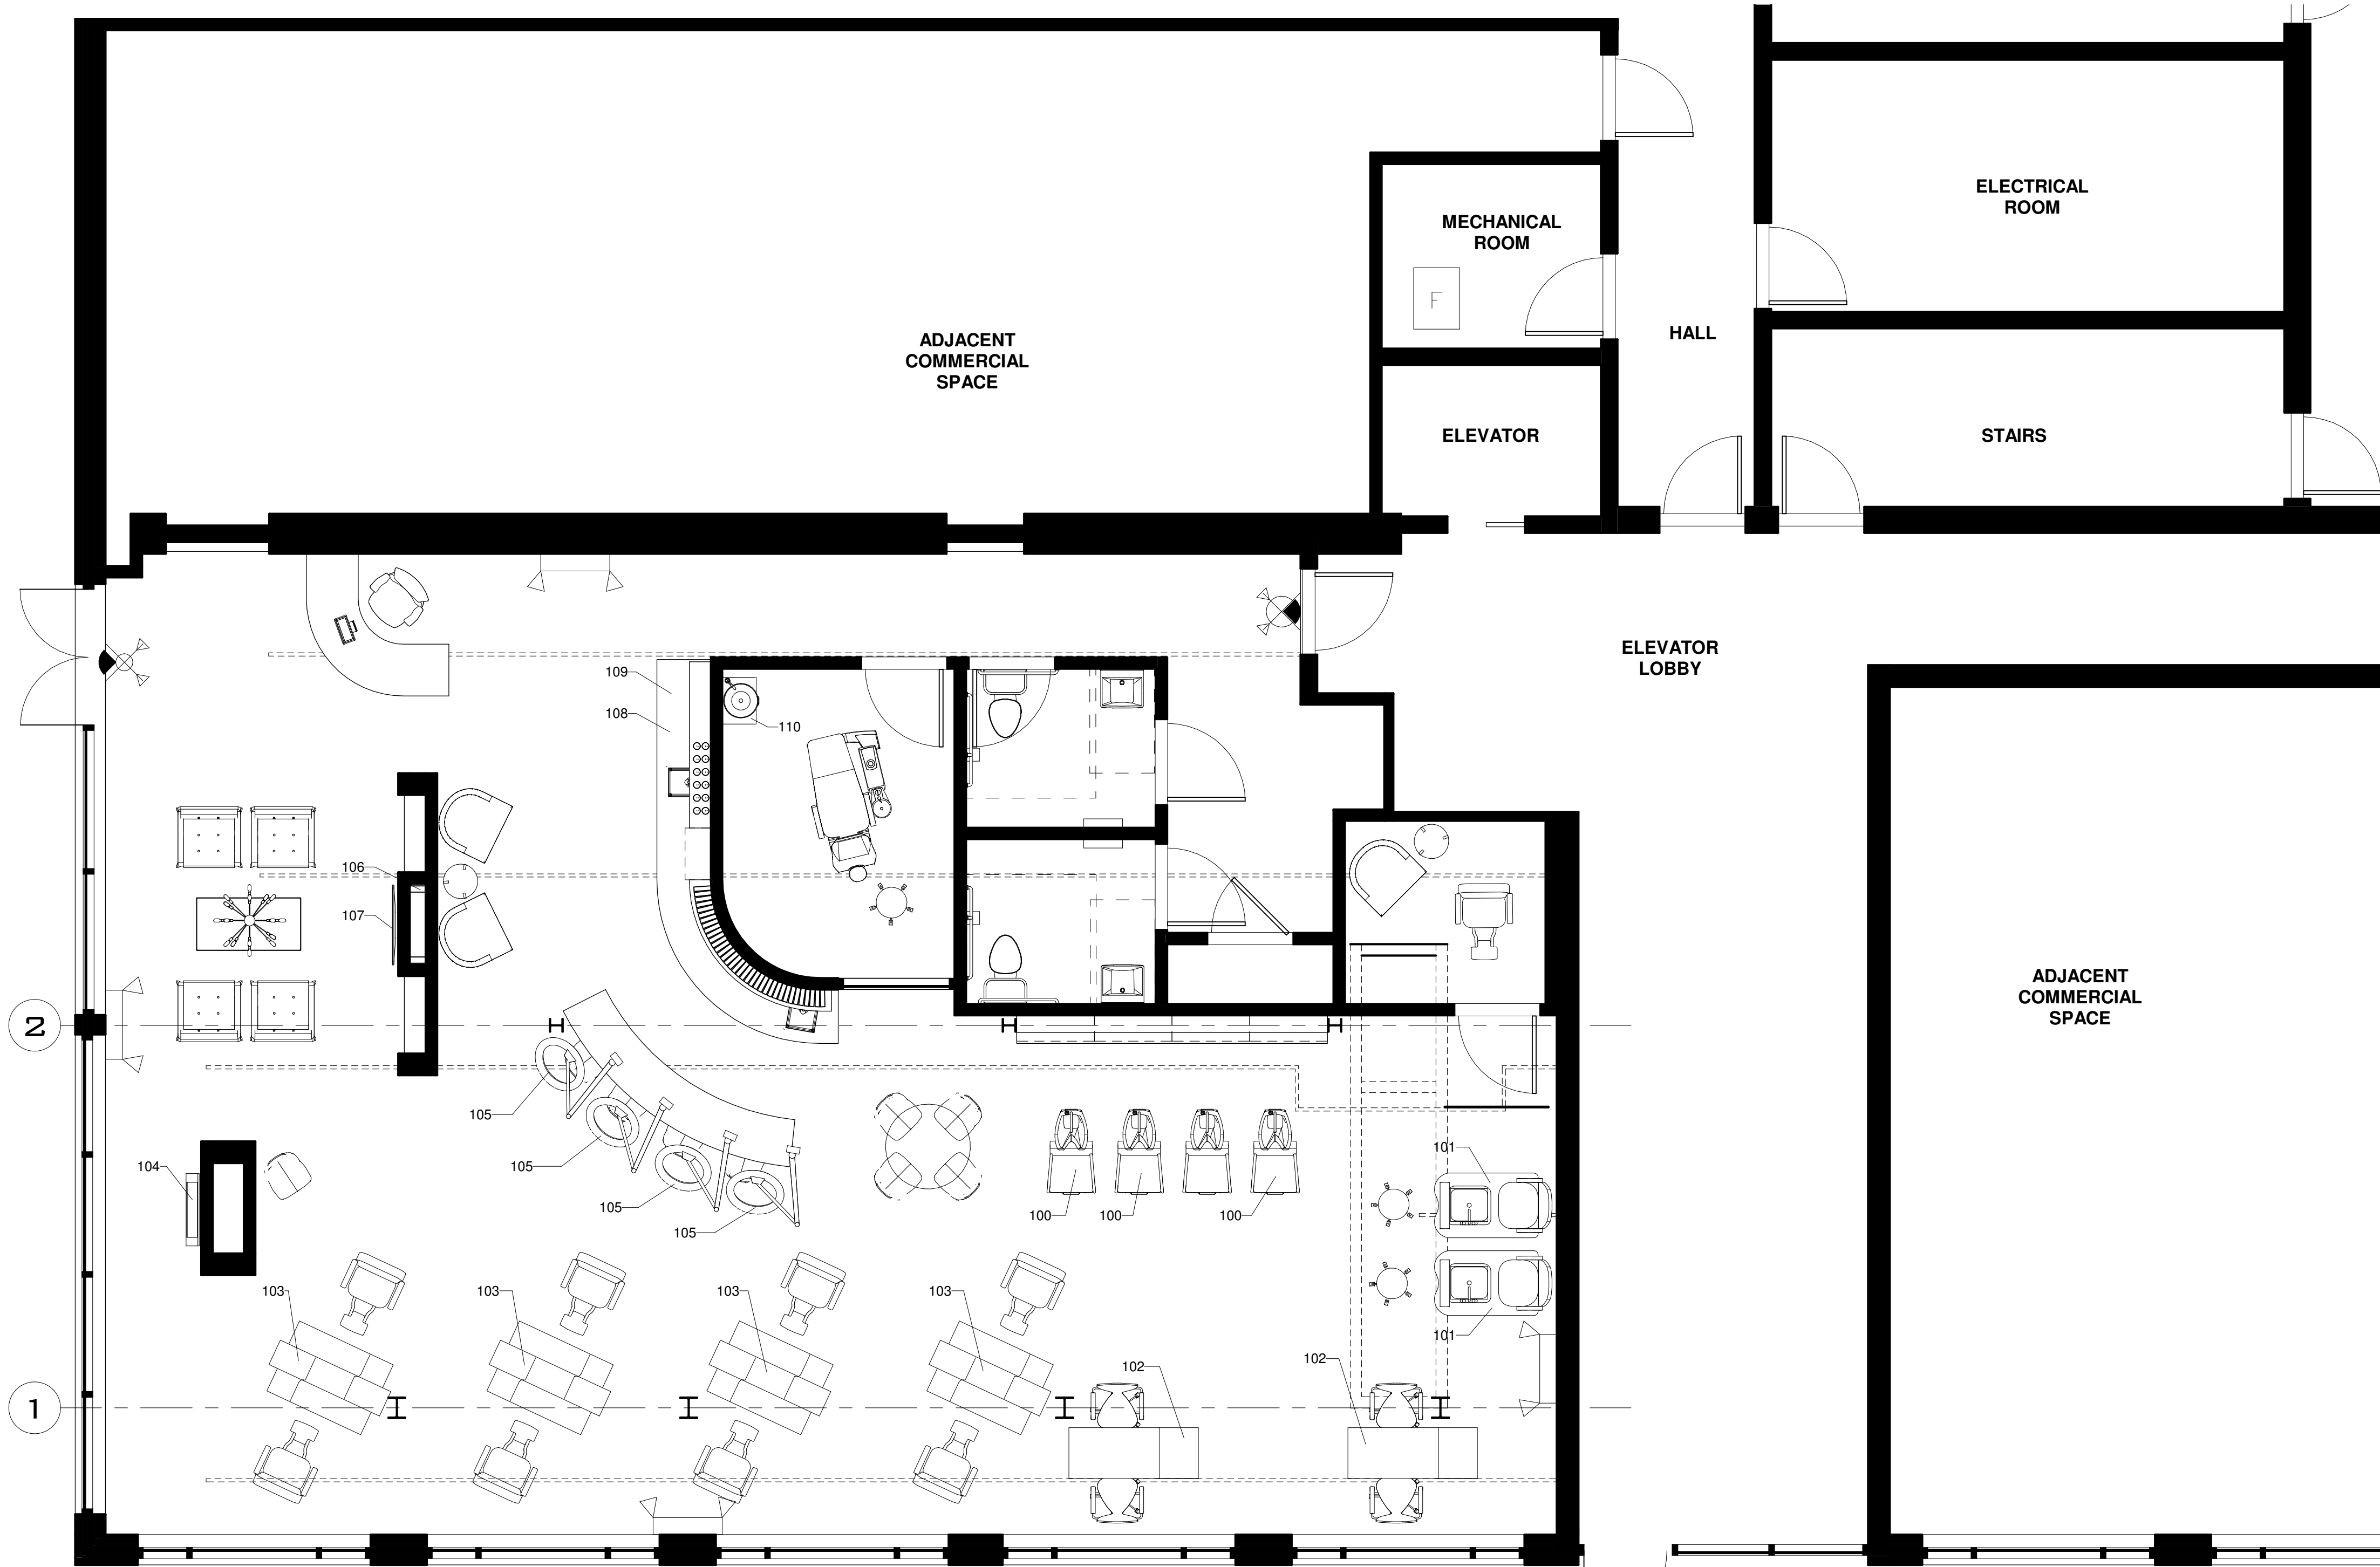 ELECTRICAL
ROOM
MECHANICAL
ROOM
F
HALL
ADJACENT
COMMERCIAL
SPACE
ELEVATOR
STAIRS
ELEVATOR
LOBBY
109
108
110
106
107
ADJACENT
COMMERCIAL
SPACE
2
105
105
105
105
104
101
100
100
100
101
103
103
103
103
102
102
1